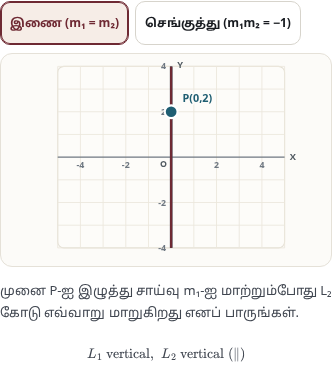 இணை (m₁ = m₂) செங்குத்து (m₁m₂ = −1)
4 Y
P(0,2)
2
-4 -2 O 2 4 X
-2
-4
முனை P-ஐ இழுத்து சாய்வு m₁-ஐ மாற்றும்போது L₂
கோடு எவ்வாறு மாறுகிறது எனப் பாருங்கள்.
L₁ vertical, L₂ vertical (∥)